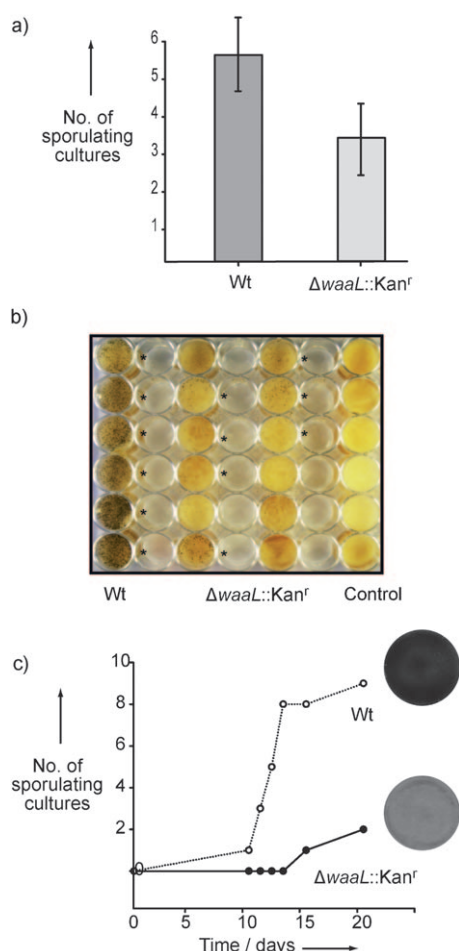 a)
No. of
sporulating
cultures
6
5
4
3
2
1
Wt
ΔwaaL::Kanʳ
b)
*
*
*
*
*
*
*
*
*
*
*
*
*
*
Wt
ΔwaaL::Kanʳ
Control
c)
No. of
sporulating
cultures
10
8
6
4
2
0
Wt
ΔwaaL::Kanʳ
0
5
10
15
20
Time / days